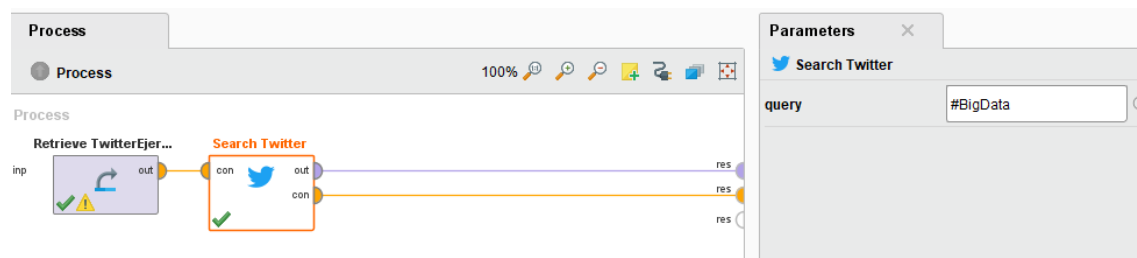 Process
Process
100%
Process
Retrieve TwitterEjer...
inp
out
Search Twitter
con
out
con
res
res
res
Parameters
Search Twitter
query
#BigData